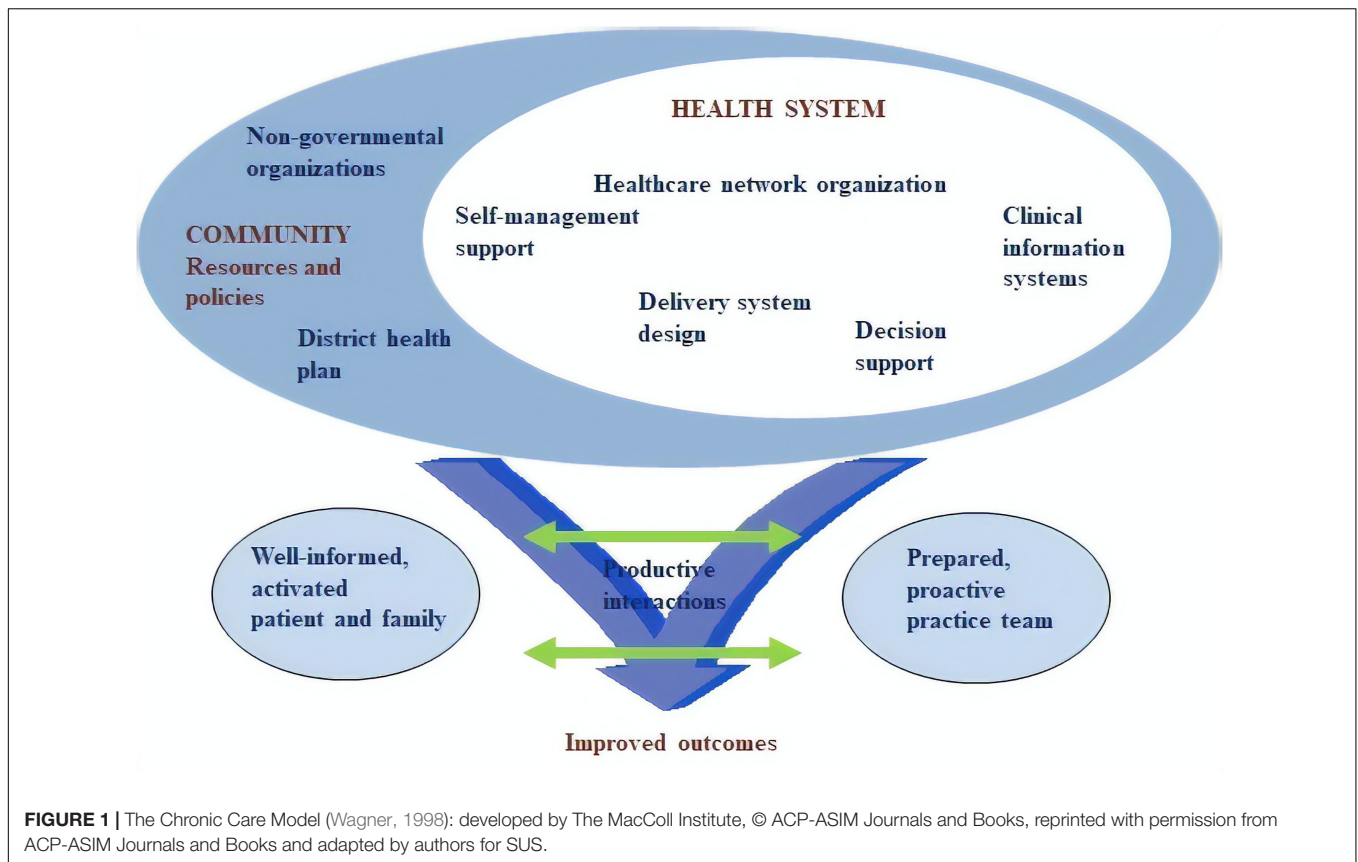 HEALTH SYSTEM
Non-governmental
organizations
Healthcare network organization
Self-management
support
Clinical
information
systems
COMMUNITY
Resources and
policies
Delivery system
design
Decision
support
District health
plan
Well-informed,
activated
patient and family
Productive
interactions
Prepared,
proactive
practice team
Improved outcomes
FIGURE 1 | The Chronic Care Model (Wagner, 1998): developed by The MacColl Institute, © ACP-ASIM Journals and Books, reprinted with permission from
ACP-ASIM Journals and Books and adapted by authors for SUS.